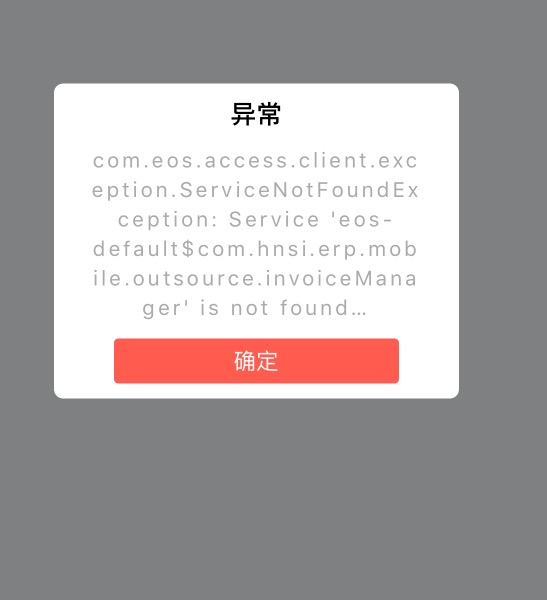 异常
com.eos.access.client.exc
eption.ServiceNotFoundEx
ception: Service 'eos-
default$com.hnsi.erp.mob
ile.outsource.invoiceMana
ger' is not found...
确定